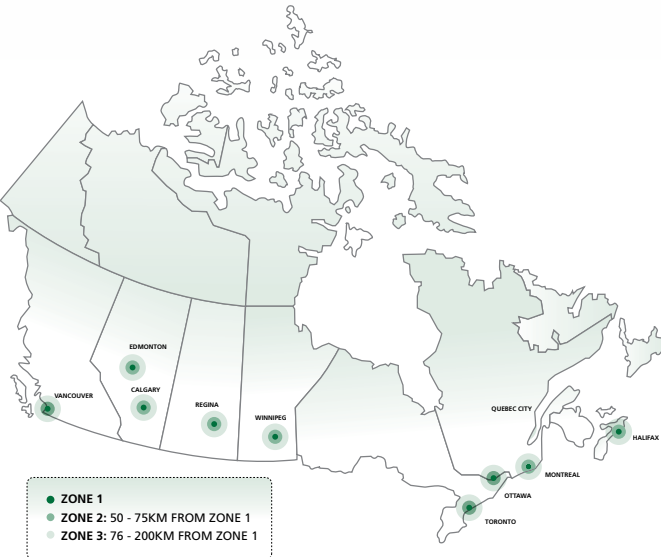 EDMONTON
VANCOUVER
CALGARY
REGINA
WINNIPEG
QUEBEC CITY
HALIFAX
MONTREAL
OTTAWA
TORONTO
ZONE 1
ZONE 2: 50 - 75KM FROM ZONE 1
ZONE 3: 76 - 200KM FROM ZONE 1